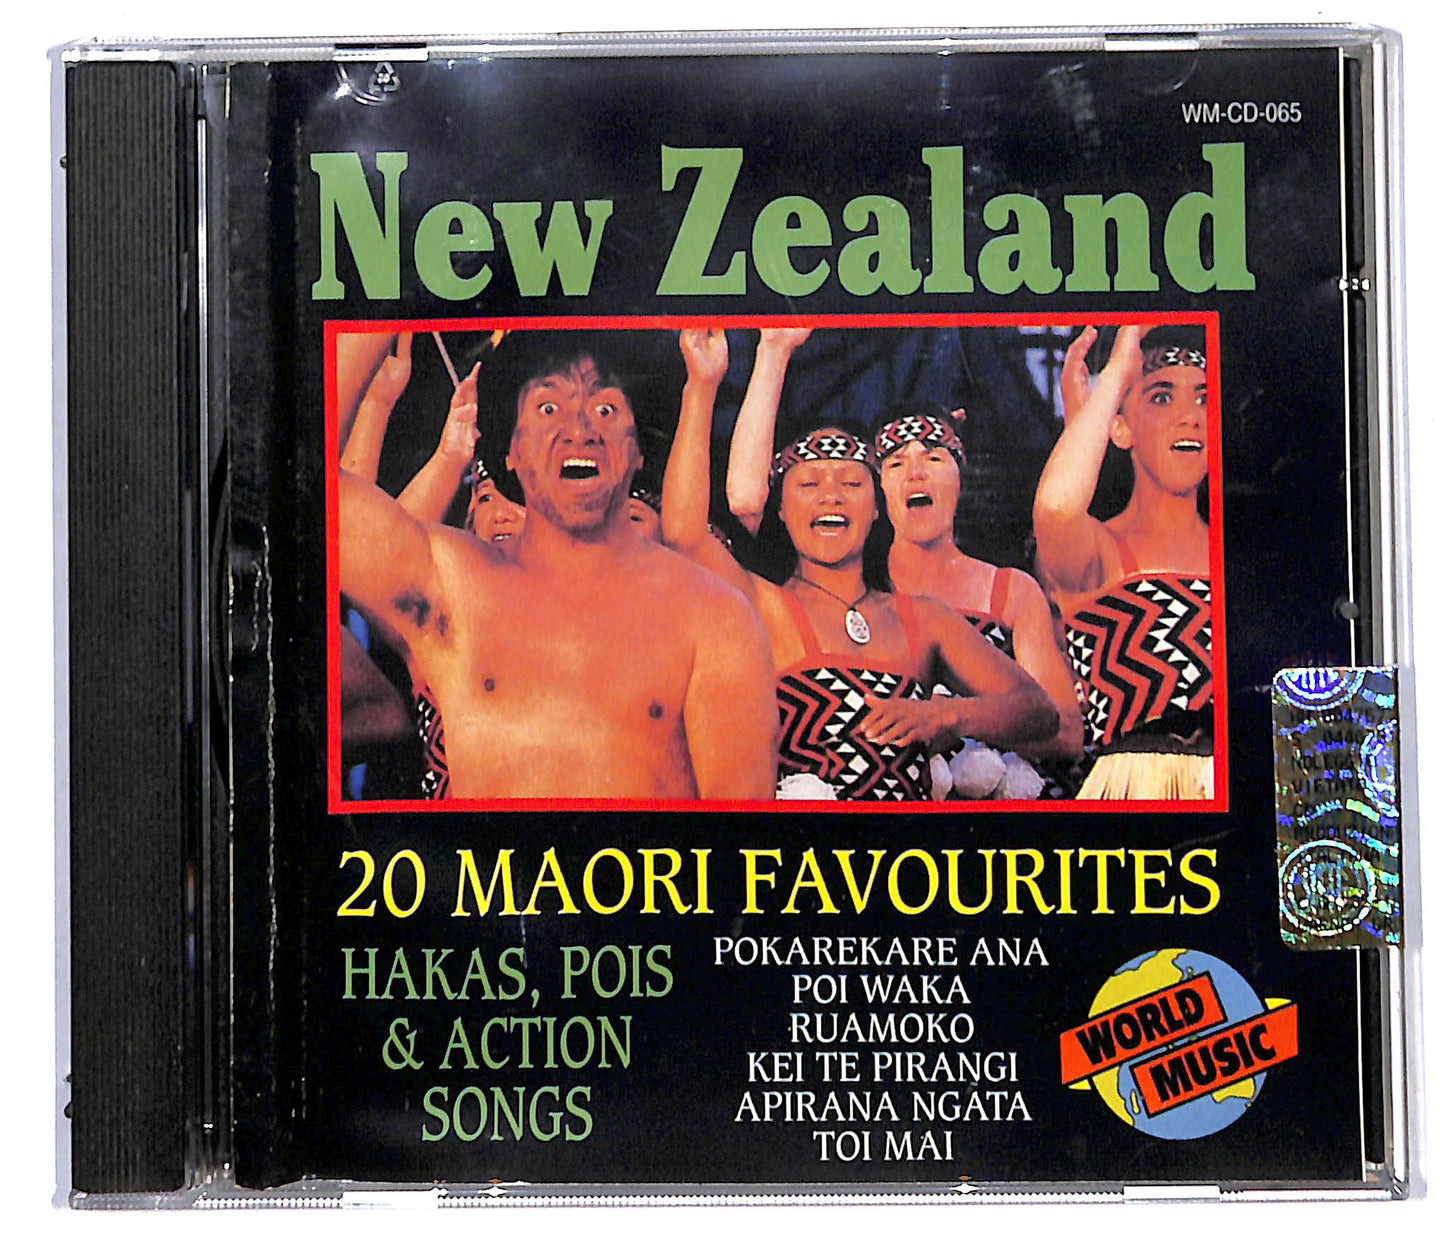 WM-CD-065
New Zealand
20 MAORI FAVOURITES
HAKAS, POIS
& ACTION
SONGS
POKAREKARE ANA
POI WAKA
RUAMOKO
KEI TE PIRANGI
APIRANA NGATA
TOI MAI
WORLD
MUSIC